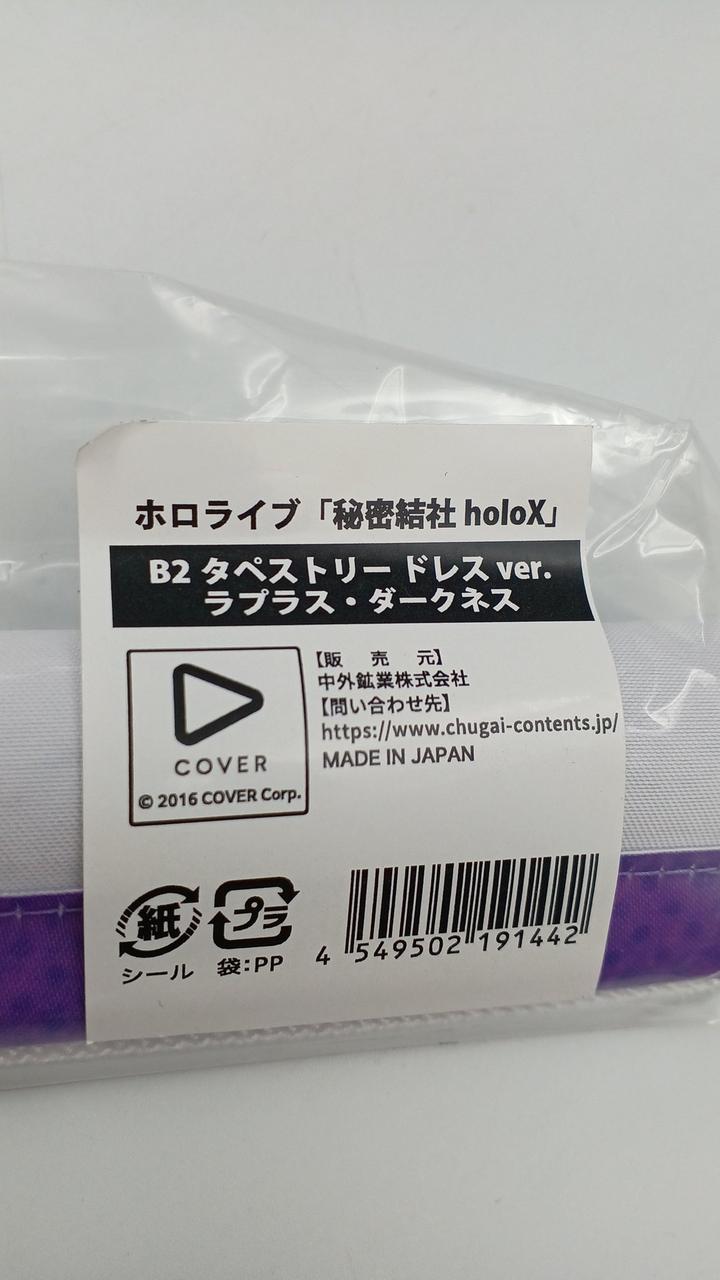 ホロライブ「秘密結社 holoX」
B2 タペストリー ドレス ver.
ラプラス・ダークネス
COVER
© 2016 COVER Corp.
【販 売 元】
中外鉱業株式会社
【問い合わせ先】
https://www.chugai-contents.jp/
MADE IN JAPAN
紙
シール
プラ
袋:PP
4 549502 191442